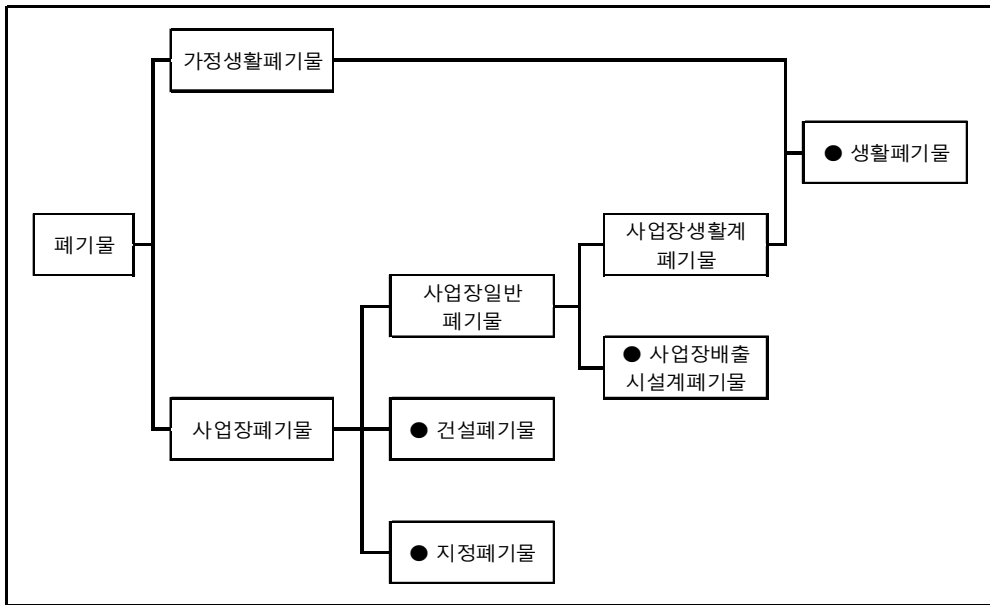 가정생활폐기물
● 생활폐기물
폐기물
사업장생활계
폐기물
사업장일반
폐기물
● 사업장배출
시설계폐기물
사업장폐기물
● 건설폐기물
● 지정폐기물